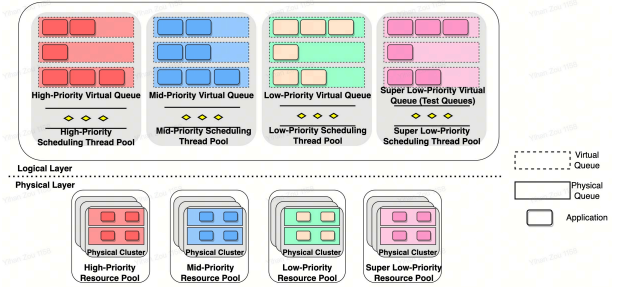 High-Priority Virtual Queue
Mid-Priority Virtual Queue
Low-Priority Virtual Queue
Super Low-Priority Virtual
Queue (Test Queues)
High-Priority
Scheduling Thread Pool
Mid-Priority Scheduling
Thread Pool
Low-Priority Scheduling
Thread Pool
Super Low-Priority
Scheduling Thread Pool
Logical Layer
Physical Layer
Physical Cluster
High-Priority
Resource Pool
Physical Cluster
Mid-Priority
Resource Pool
Physical Cluster
Low-Priority
Resource Pool
Physical Cluster
Super Low-Priority
Resource Pool
Virtual
Queue
Physical
Queue
Application